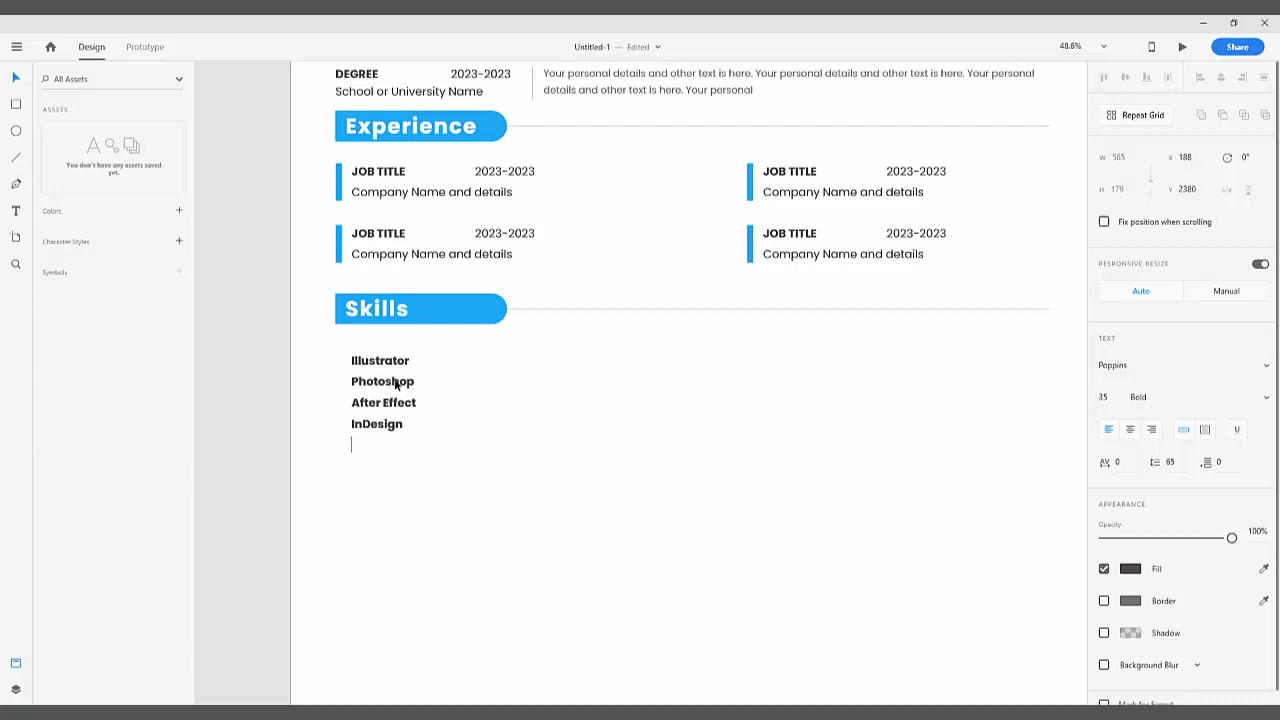 Design
Prototype
Untitled-1 — Edited
48.6%
Share
All Assets
ASSETS
You don't have any assets saved
yet.
Colors
Character Styles
Symbols
DEGREE 2023-2023
School or University Name
Your personal details and other text is here. Your personal details and other text is here. Your personal
details and other text is here. Your personal
Experience
JOB TITLE 2023-2023
Company Name and details
JOB TITLE 2023-2023
Company Name and details
JOB TITLE 2023-2023
Company Name and details
JOB TITLE 2023-2023
Company Name and details
Skills
Illustrator
Photoshop
After Effect
InDesign
Repeat Grid
W 565 X 188 0°
H 179 Y 2380
Fix position when scrolling
RESPONSIVE RESIZE
Auto
Manual
TEXT
Poppins
35 Bold
U
AV 0 65 0
APPEARANCE
Opacity
100%
Fill
Border
Shadow
Background Blur
Mark for Export